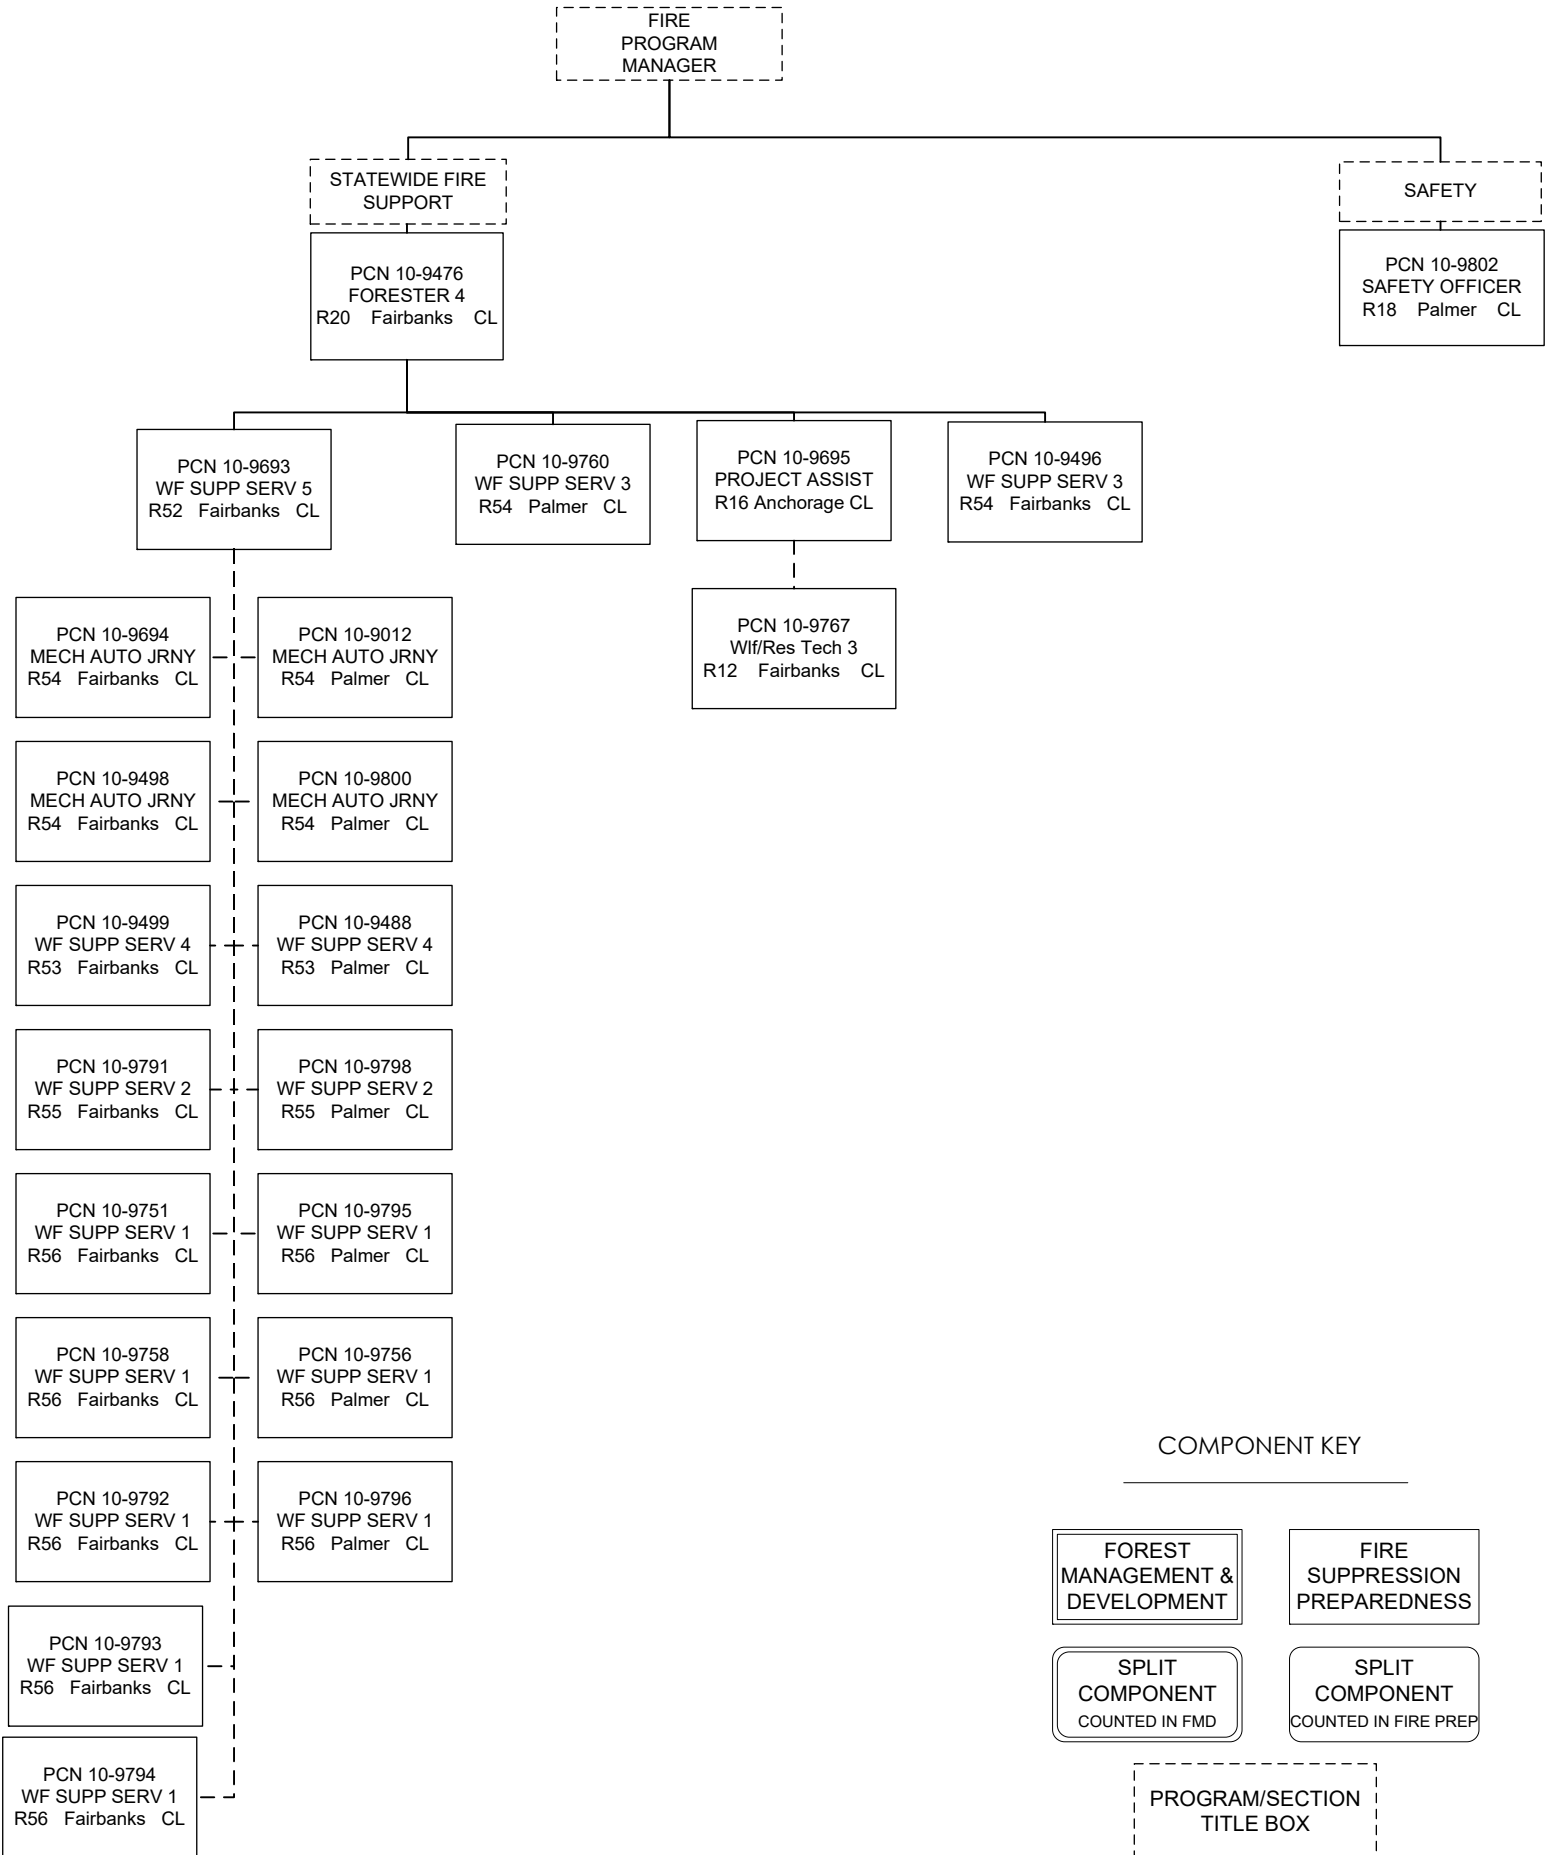 FIRE
PROGRAM
MANAGER
STATEWIDE FIRE
SUPPORT
SAFETY
PCN 10-9476
FORESTER 4
R20 Fairbanks CL
PCN 10-9802
SAFETY OFFICER
R18 Palmer CL
PCN 10-9693
WF SUPP SERV 5
R52 Fairbanks CL
PCN 10-9760
WF SUPP SERV 3
R54 Palmer CL
PCN 10-9695
PROJECT ASSIST
R16 Anchorage CL
PCN 10-9496
WF SUPP SERV 3
R54 Fairbanks CL
PCN 10-9767
Wlf/Res Tech 3
R12 Fairbanks CL
PCN 10-9694
MECH AUTO JRNY
R54 Fairbanks CL
PCN 10-9012
MECH AUTO JRNY
R54 Palmer CL
PCN 10-9498
MECH AUTO JRNY
R54 Fairbanks CL
PCN 10-9800
MECH AUTO JRNY
R54 Palmer CL
PCN 10-9499
WF SUPP SERV 4
R53 Fairbanks CL
PCN 10-9488
WF SUPP SERV 4
R53 Palmer CL
PCN 10-9791
WF SUPP SERV 2
R55 Fairbanks CL
PCN 10-9798
WF SUPP SERV 2
R55 Palmer CL
PCN 10-9751
WF SUPP SERV 1
R56 Fairbanks CL
PCN 10-9795
WF SUPP SERV 1
R56 Palmer CL
PCN 10-9758
WF SUPP SERV 1
R56 Fairbanks CL
PCN 10-9756
WF SUPP SERV 1
R56 Palmer CL
PCN 10-9792
WF SUPP SERV 1
R56 Fairbanks CL
PCN 10-9796
WF SUPP SERV 1
R56 Palmer CL
PCN 10-9793
WF SUPP SERV 1
R56 Fairbanks CL
PCN 10-9794
WF SUPP SERV 1
R56 Fairbanks CL
COMPONENT KEY
FOREST
MANAGEMENT &
DEVELOPMENT
FIRE
SUPPRESSION
PREPAREDNESS
SPLIT
COMPONENT
COUNTED IN FMD
SPLIT
COMPONENT
COUNTED IN FIRE PREP
PROGRAM/SECTION
TITLE BOX